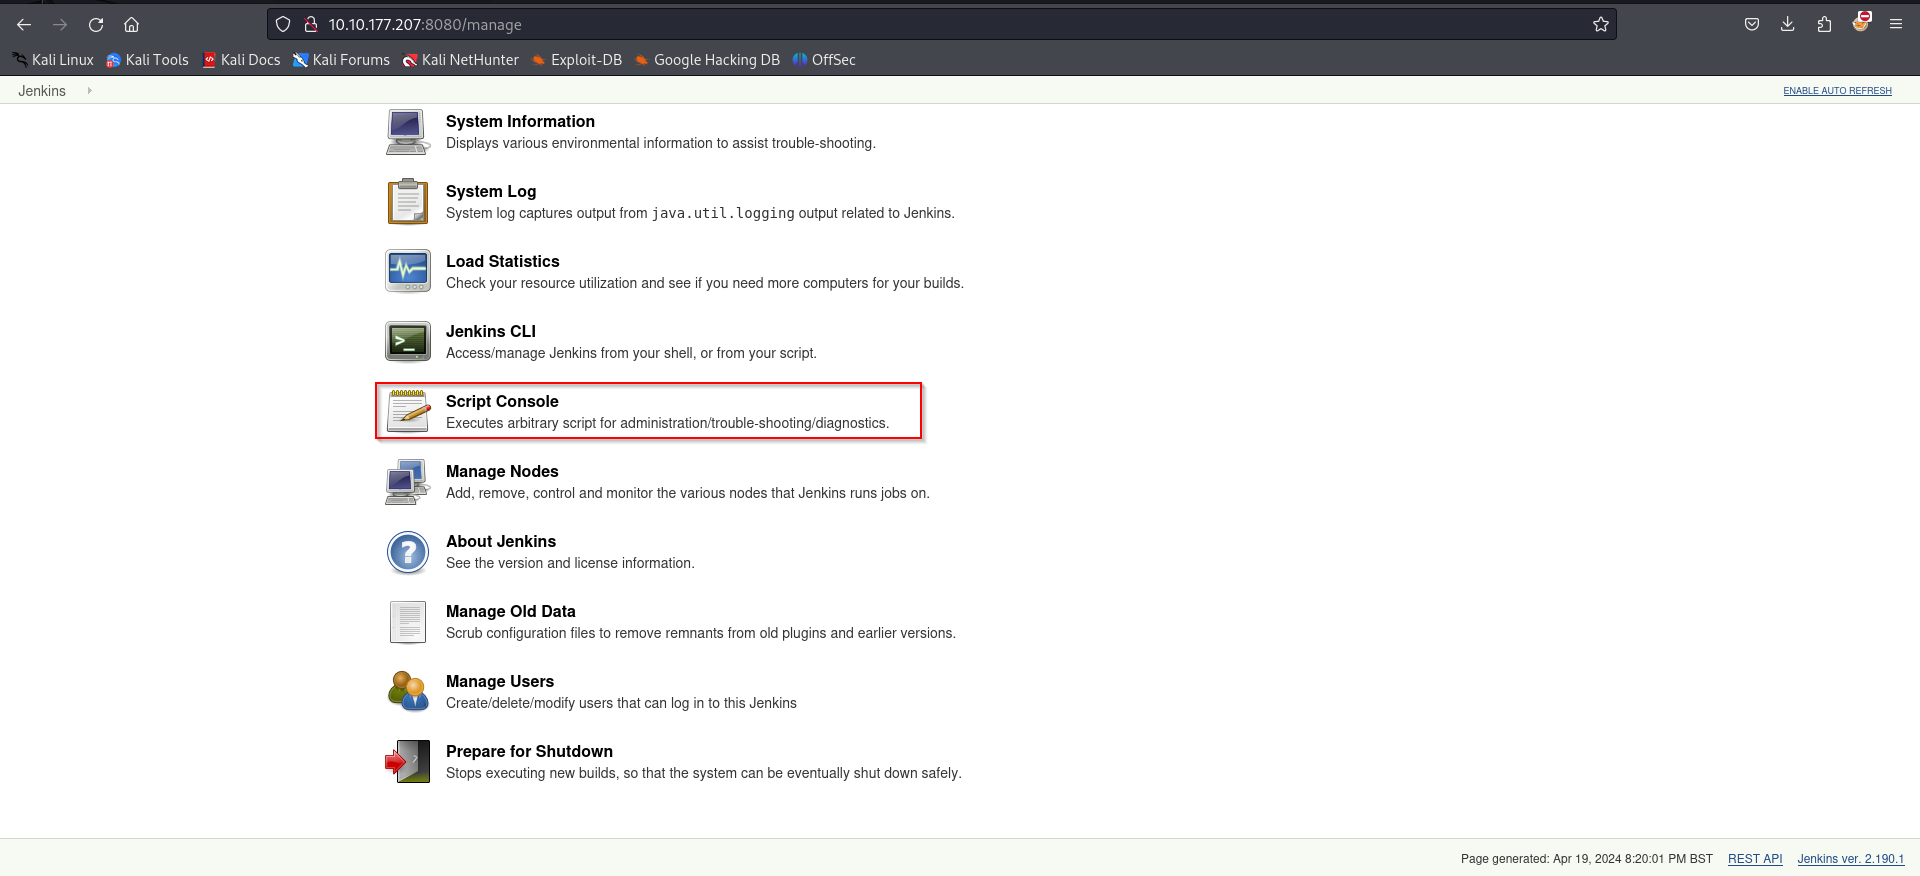 10.10.177.207:8080/manage
Kali Linux Kali Tools Kali Docs Kali Forums Kali NetHunter Exploit-DB Google Hacking DB OffSec
Jenkins ENABLE AUTO REFRESH
System Information
Displays various environmental information to assist trouble-shooting.
System Log
System log captures output from java.util.logging output related to Jenkins.
Load Statistics
Check your resource utilization and see if you need more computers for your builds.
Jenkins CLI
Access/manage Jenkins from your shell, or from your script.
Script Console
Executes arbitrary script for administration/trouble-shooting/diagnostics.
Manage Nodes
Add, remove, control and monitor the various nodes that Jenkins runs jobs on.
About Jenkins
See the version and license information.
Manage Old Data
Scrub configuration files to remove remnants from old plugins and earlier versions.
Manage Users
Create/delete/modify users that can log in to this Jenkins
Prepare for Shutdown
Stops executing new builds, so that the system can be eventually shut down safely.
Page generated: Apr 19, 2024 8:20:01 PM BST REST API Jenkins ver. 2.190.1